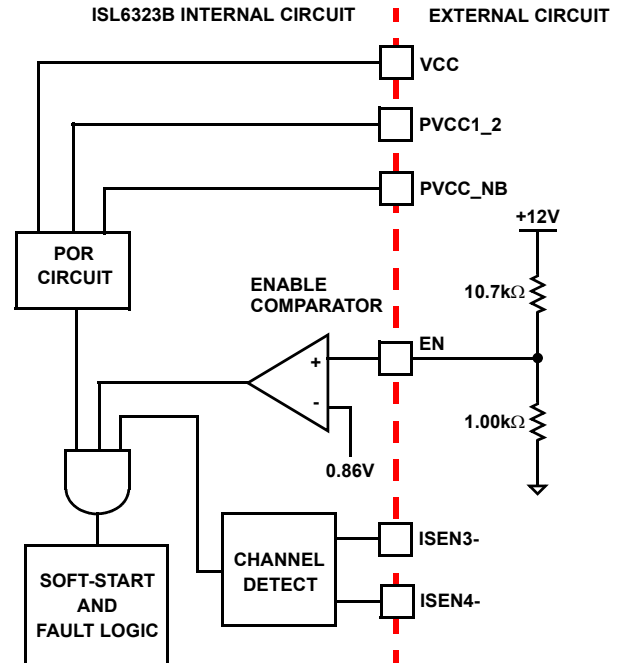 ISL6323B INTERNAL CIRCUIT
EXTERNAL CIRCUIT
VCC
PVCC1_2
PVCC_NB
+12V
POR
CIRCUIT
ENABLE
COMPARATOR
10.7kΩ
EN
+
-
1.00kΩ
0.86V
ISEN3-
CHANNEL
DETECT
SOFT-START
AND
FAULT LOGIC
ISEN4-